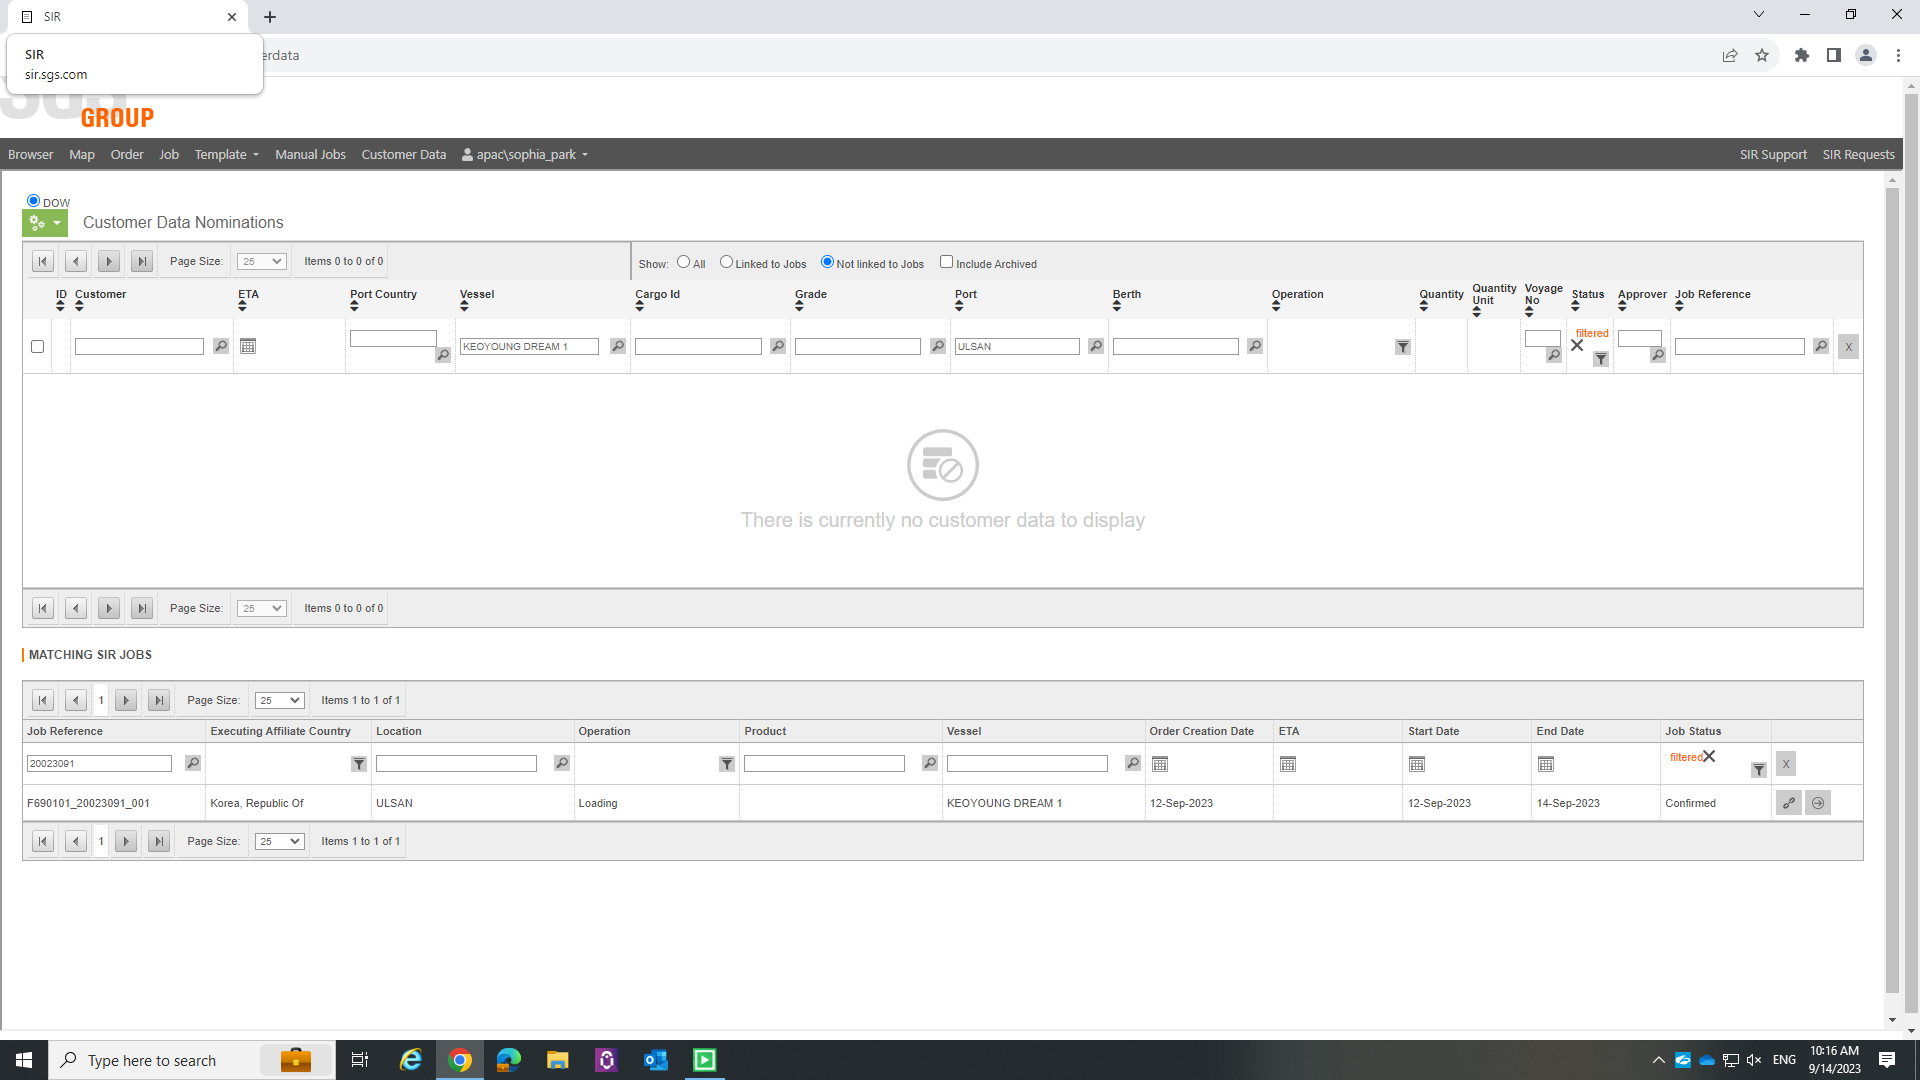 SIR
SIR
sir.sgs.com
erdata
GROUP
Browser Map Order Job Template Manual Jobs Customer Data apac\sophia_park SIR Support SIR Requests
DOW
Customer Data Nominations
Page Size: 25 Items 0 to 0 of 0 Show: All Linked to Jobs Not linked to Jobs Include Archived
ID Customer ETA Port Country Vessel Cargo Id Grade Port Berth Operation Quantity Quantity Unit Voyage No Status Approver Job Reference
KEOYOUNG DREAM 1 ULSAN filtered X
There is currently no customer data to display
Page Size: 25 Items 0 to 0 of 0
MATCHING SIR JOBS
1 Page Size: 25 Items 1 to 1 of 1
Job Reference Executing Affiliate Country Location Operation Product Vessel Order Creation Date ETA Start Date End Date Job Status
20023091 filtered X
F690101_20023091_001 Korea, Republic Of ULSAN Loading KEOYOUNG DREAM 1 12-Sep-2023 12-Sep-2023 14-Sep-2023 Confirmed
1 Page Size: 25 Items 1 to 1 of 1
Type here to search
ENG
10:16 AM
9/14/2023